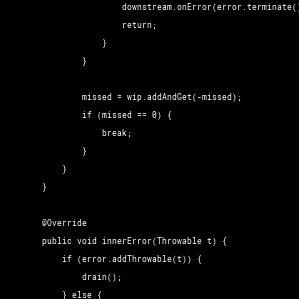 downstream.onError(error.terminate()
return;
}
}
missed = wip.addAndGet(-missed);
if (missed == 0) {
break;
}
}
}
@Override
public void innerError(Throwable t) {
if (error.addThrowable(t)) {
drain();
} else {